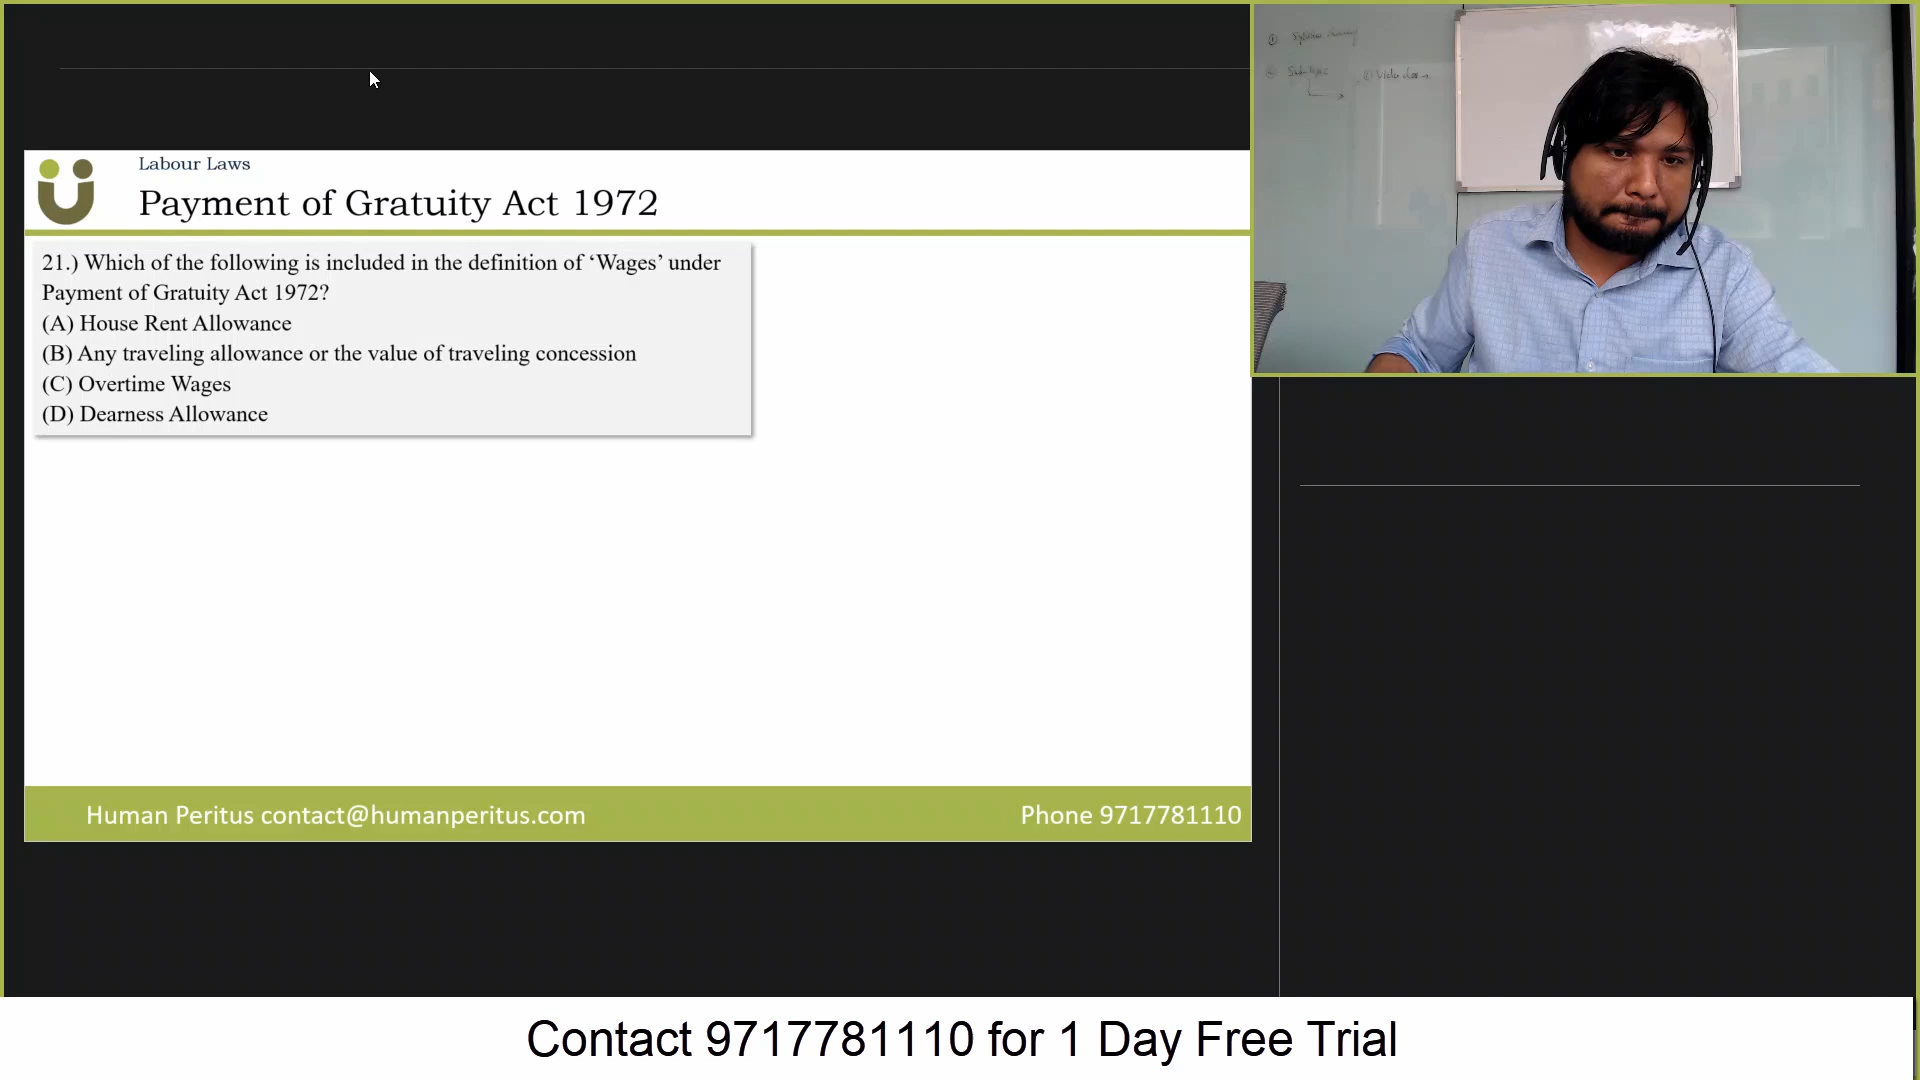 Labour Laws
Payment of Gratuity Act 1972
21.) Which of the following is included in the definition of ‘Wages’ under
Payment of Gratuity Act 1972?
(A) House Rent Allowance
(B) Any traveling allowance or the value of traveling concession
(C) Overtime Wages
(D) Dearness Allowance
Human Peritus contact@humanperitus.com
Phone 9717781110
Contact 9717781110 for 1 Day Free Trial